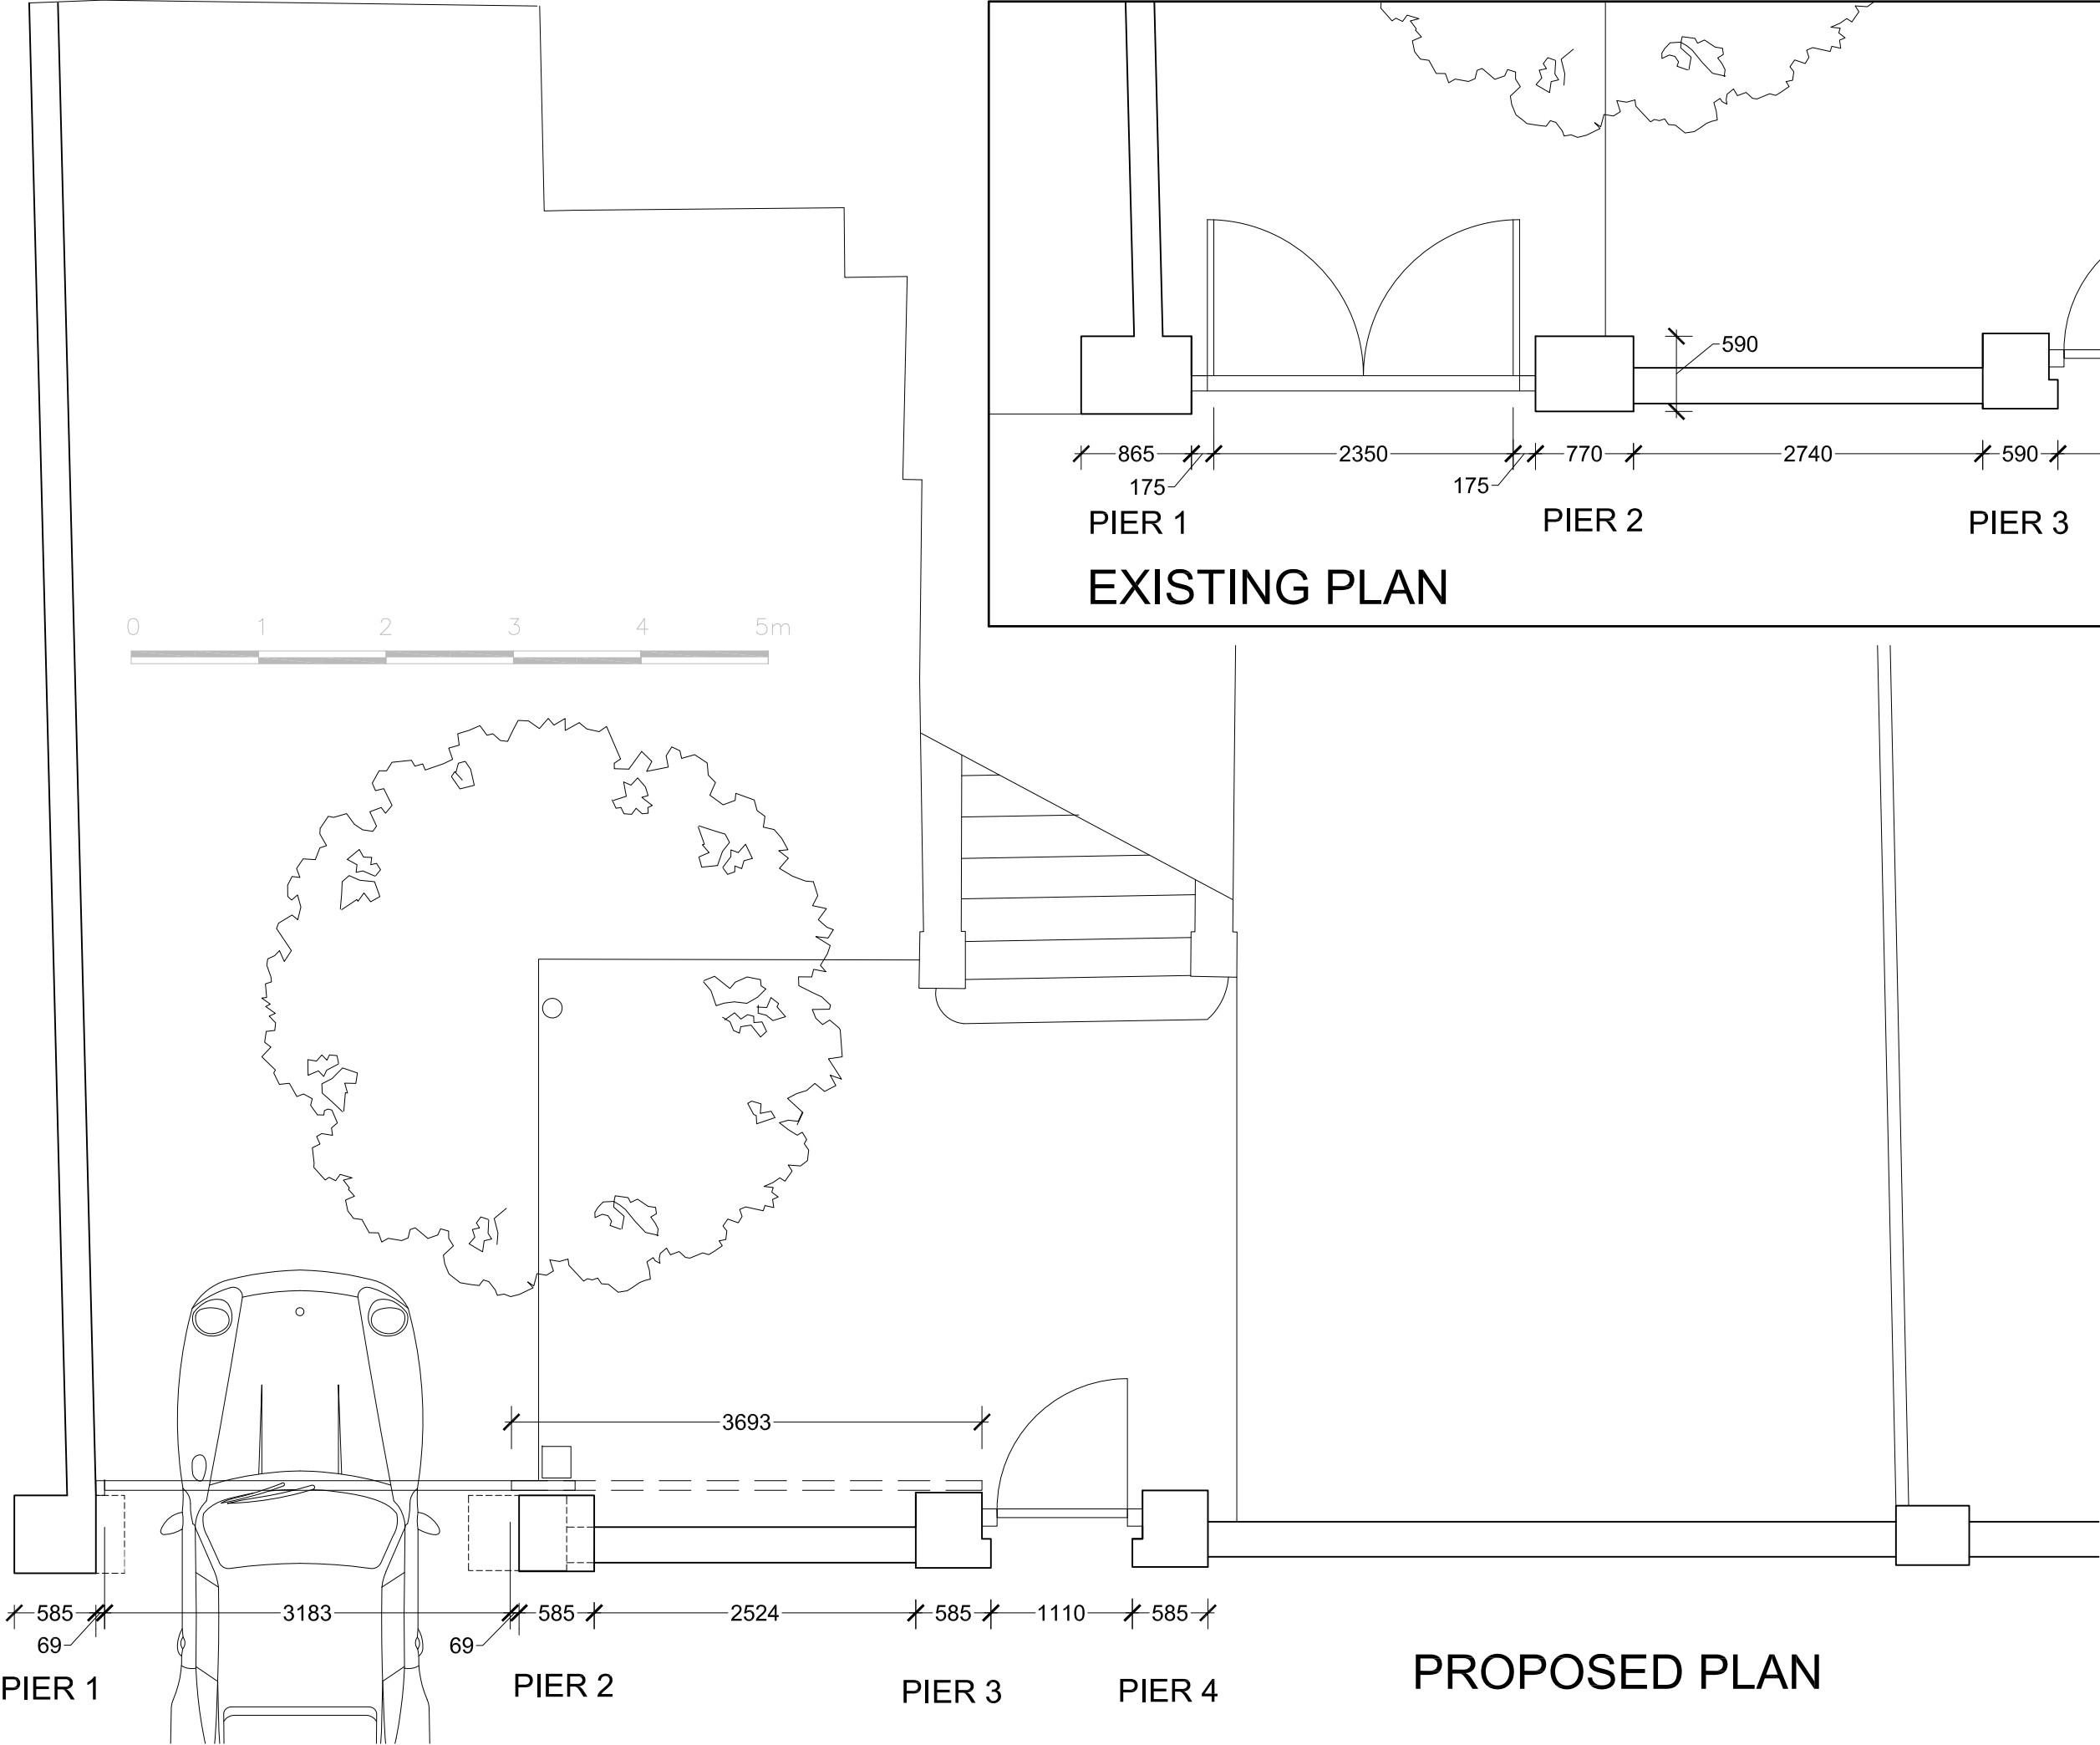 590
865
2350
770
2740
590
175
175
PIER 1
PIER 2
PIER 3
EXISTING PLAN
0 1 2 3 4 5m
3693
585
3183
585
2524
585
1110
585
69
69
PIER 1
PIER 2
PIER 3
PIER 4
PROPOSED PLAN